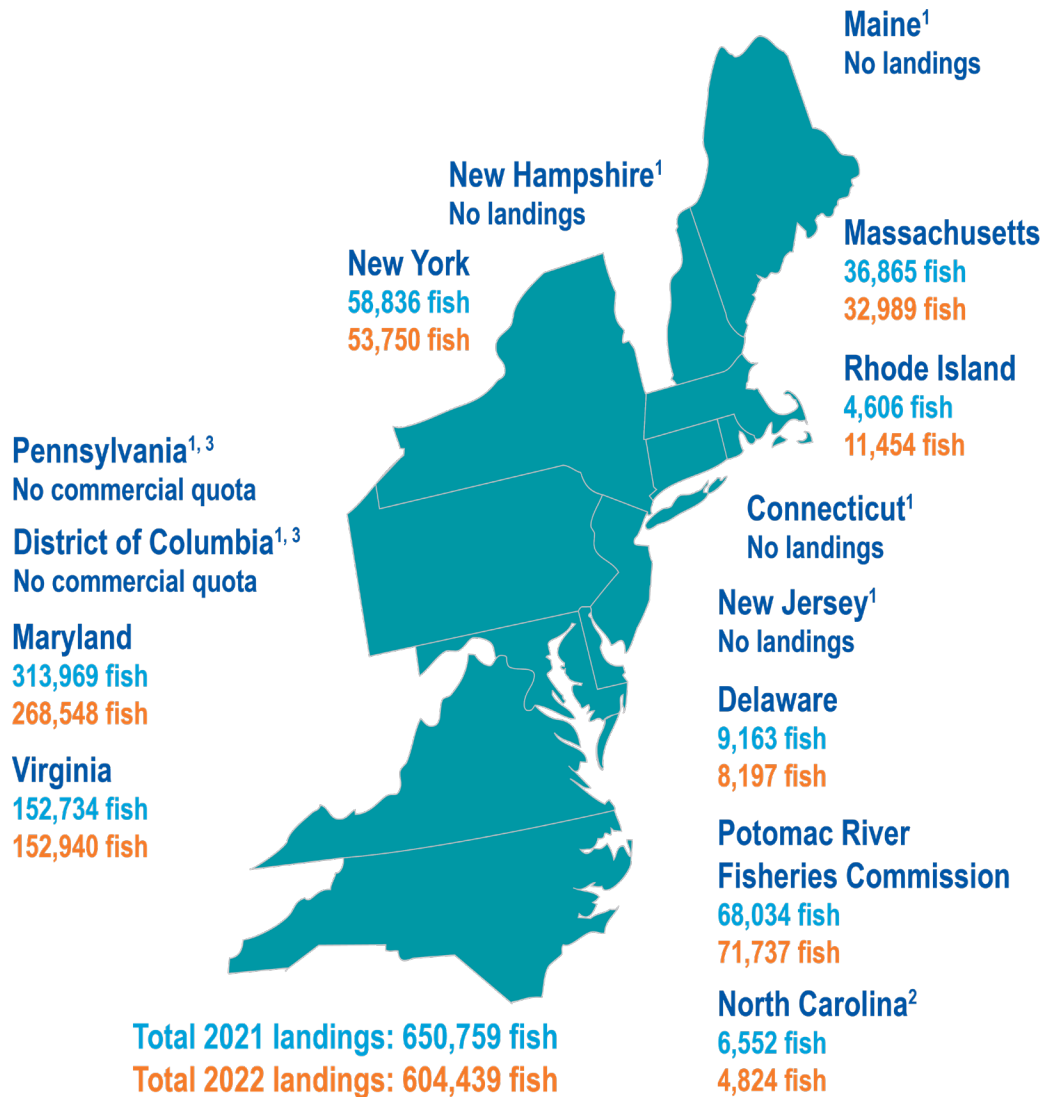 Maine¹
No landings
New Hampshire¹
No landings
Massachusetts
36,865 fish
32,989 fish
New York
58,836 fish
53,750 fish
Rhode Island
4,606 fish
11,454 fish
Pennsylvania¹, ³
No commercial quota
Connecticut¹
No landings
District of Columbia¹, ³
No commercial quota
New Jersey¹
No landings
Maryland
313,969 fish
268,548 fish
Delaware
9,163 fish
8,197 fish
Virginia
152,734 fish
152,940 fish
Potomac River
Fisheries Commission
68,034 fish
71,737 fish
North Carolina²
6,552 fish
4,824 fish
Total 2021 landings: 650,759 fish
Total 2022 landings: 604,439 fish